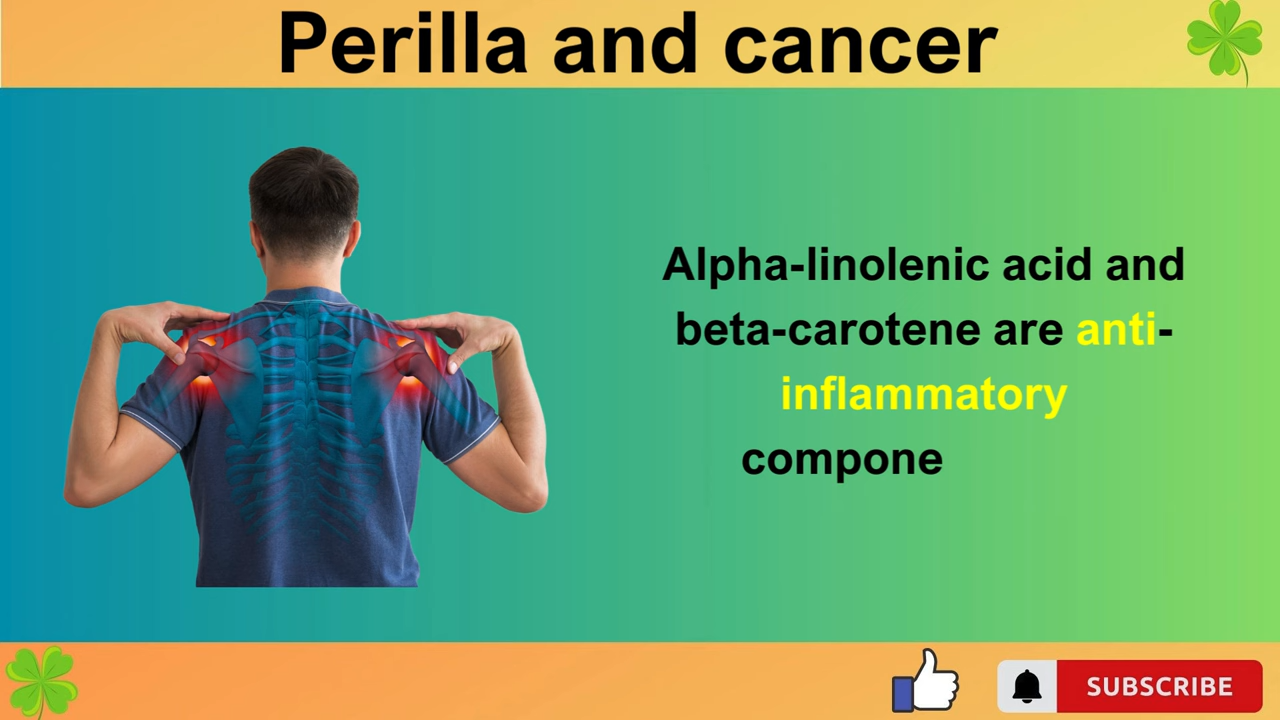 Perilla and cancer
Alpha-linolenic acid and
beta-carotene are anti-
inflammatory
compone
SUBSCRIBE